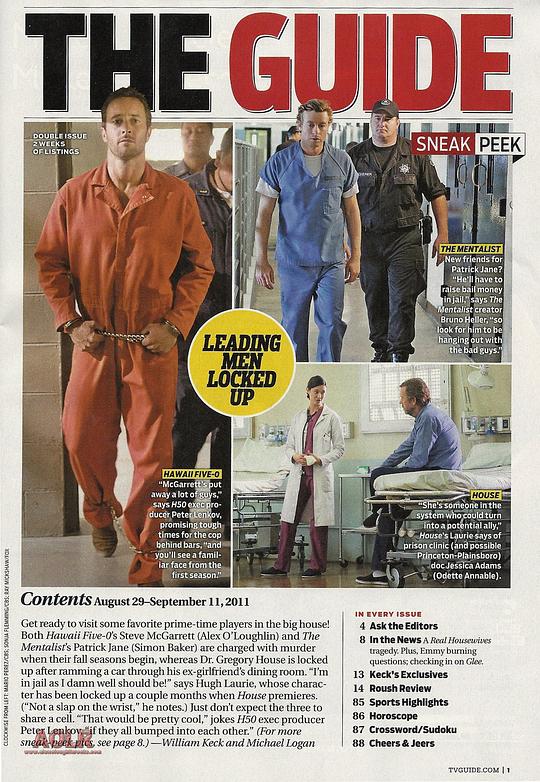 THE GUIDE
DOUBLE ISSUE
2 WEEKS
OF LISTINGS
SNEAK PEEK
THE MENTALIST
New friends for
Patrick Jane?
"He'll have to
raise bail money
in jail," says The
Mentalist creator
Bruno Heller, "so
look for him to be
hanging out with
the bad guys."
LEADING
MEN
LOCKED
UP
HAWAII FIVE-0
"McGarrett's put
away a lot of guys,"
says H50 exec pro-
ducer Peter Lenkov,
promising tough
times for the cop
behind bars, "and
you'll see a famil-
iar face from the
first season."
HOUSE
"She's someone in the
system who could turn
into a potential ally,"
House's Laurie says of
prison clinic (and possible
Princeton-Plainsboro)
doc Jessica Adams
(Odette Annable).
CLOCKWISE FROM LEFT: MARIO PEREZ/CBS; SONJA FLEMMING/CBS; RAY MICKSHAW/FOX
Contents August 29–September 11, 2011
Get ready to visit some favorite prime-time players in the big house!
Both Hawaii Five-0's Steve McGarrett (Alex O'Loughlin) and The
Mentalist's Patrick Jane (Simon Baker) are charged with murder
when their fall seasons begin, whereas Dr. Gregory House is locked
up after ramming a car through his ex-girlfriend's dining room. "I'm
in jail as I damn well should be!" says Hugh Laurie, whose charac-
ter has been locked up a couple months when House premieres.
("Not a slap on the wrist," he notes.) Just don't expect the three to
share a cell. "That would be pretty cool," jokes H50 exec producer
Peter Lenkov, "if they all bumped into each other." (For more
sneak-peek pics, see page 8.) —William Keck and Michael Logan
IN EVERY ISSUE
4 Ask the Editors
8 In the News A Real Housewives
tragedy. Plus, Emmy burning
questions; checking in on Glee.
13 Keck's Exclusives
14 Roush Review
85 Sports Highlights
86 Horoscope
87 Crossword/Sudoku
88 Cheers & Jeers
TVGUIDE.COM | 1